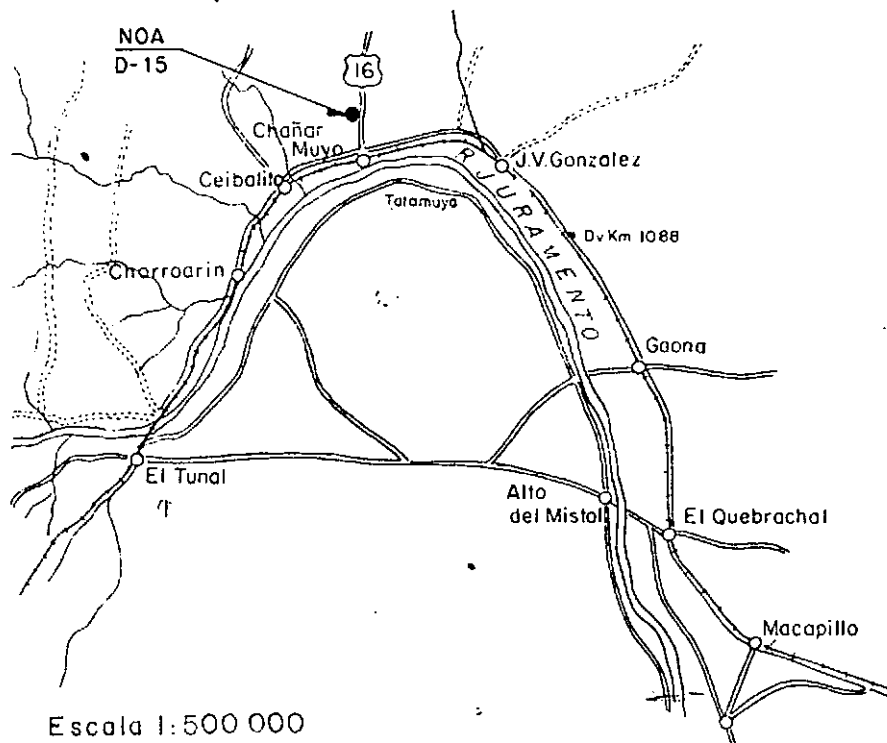 NOA
D-15
16
Chañar
Muyo
Ceibalito
J.V. Gonzalez
R. JURAMENTO
Tatamuya
Dv Km 1088
Charroarin
Gaona
El Tunal
Alto
del Mistol
El Quebrachal
Macapillo
Escala 1:500 000